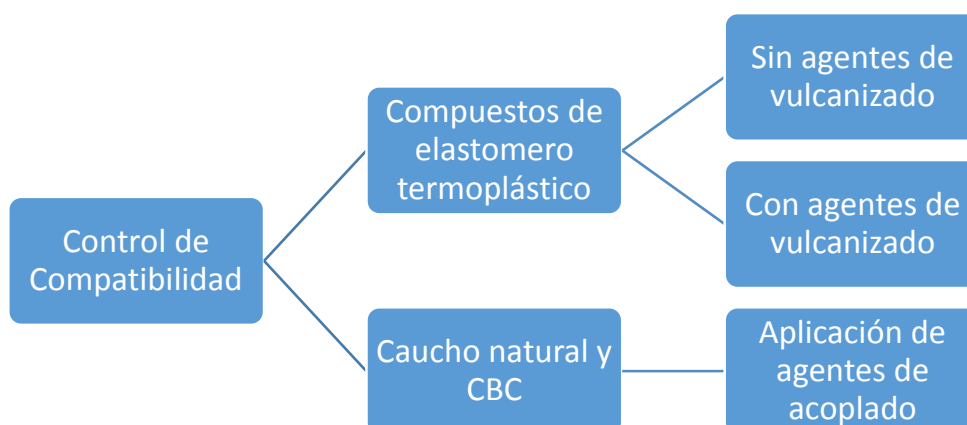 Control de
Compatibilidad
Compuestos de
elastomero
termoplástico
Sin agentes de
vulcanizado
Con agentes de
vulcanizado
Caucho natural y
CBC
Aplicación de
agentes de
acoplado